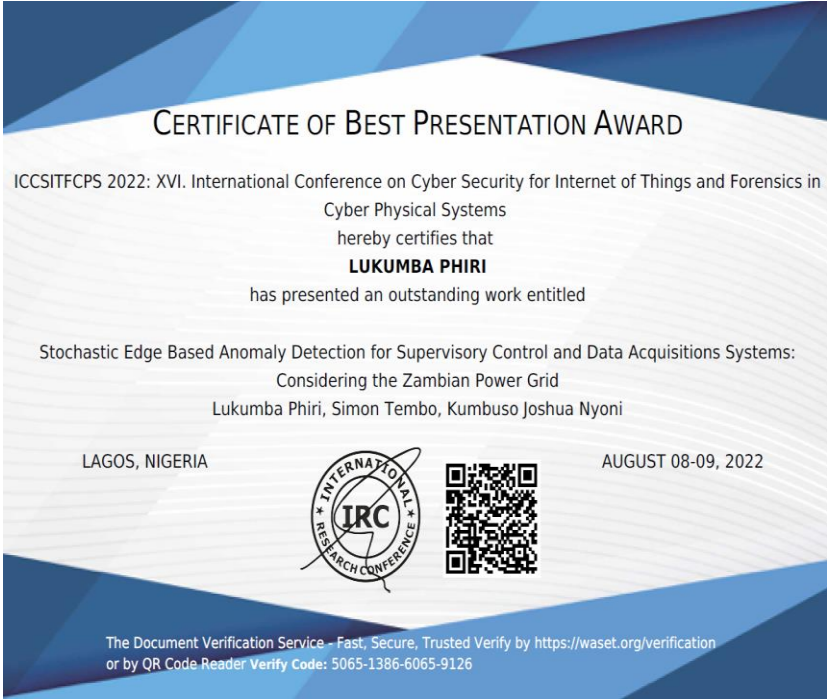 CERTIFICATE OF BEST PRESENTATION AWARD
ICCSITFCPS 2022: XVI. International Conference on Cyber Security for Internet of Things and Forensics in
Cyber Physical Systems
hereby certifies that
LUKUMBA PHIRI
has presented an outstanding work entitled
Stochastic Edge Based Anomaly Detection for Supervisory Control and Data Acquisitions Systems:
Considering the Zambian Power Grid
Lukumba Phiri, Simon Tembo, Kumbuso Joshua Nyoni
LAGOS, NIGERIA
AUGUST 08-09, 2022
INTERNATIONAL
IRC
RESEARCH CONFERENCE
The Document Verification Service - Fast, Secure, Trusted Verify by https://waset.org/verification
or by QR Code Reader Verify Code: 5065-1386-6065-9126